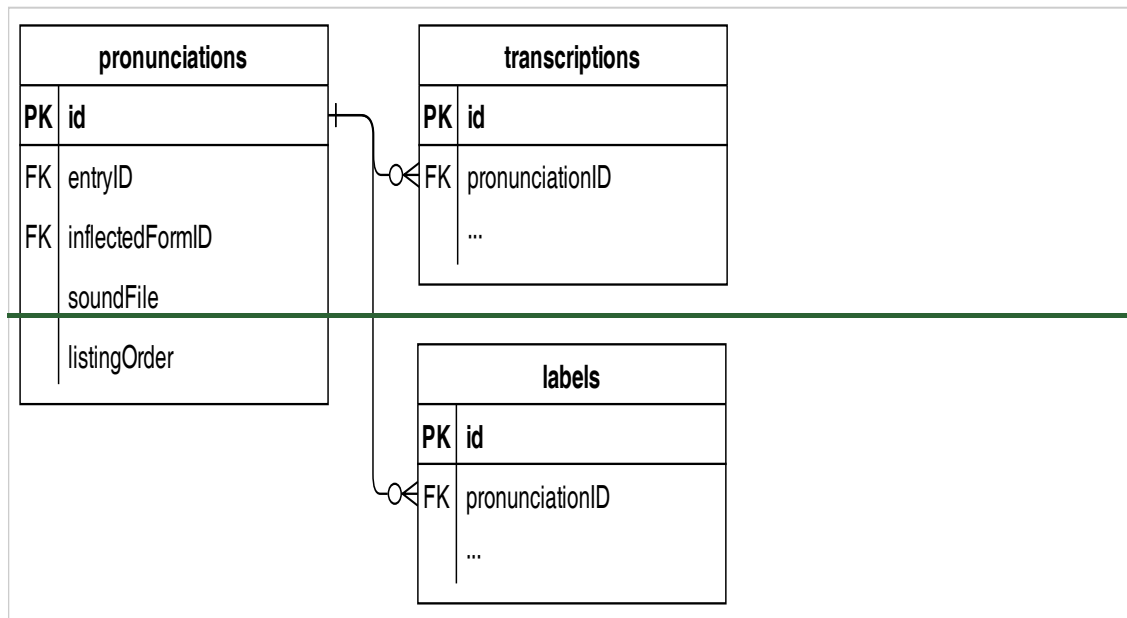 pronunciations
PK id
FK entryID
FK inflectedFormID
soundFile
listingOrder
transcriptions
PK id
FK pronunciationID
...
labels
PK id
FK pronunciationID
...